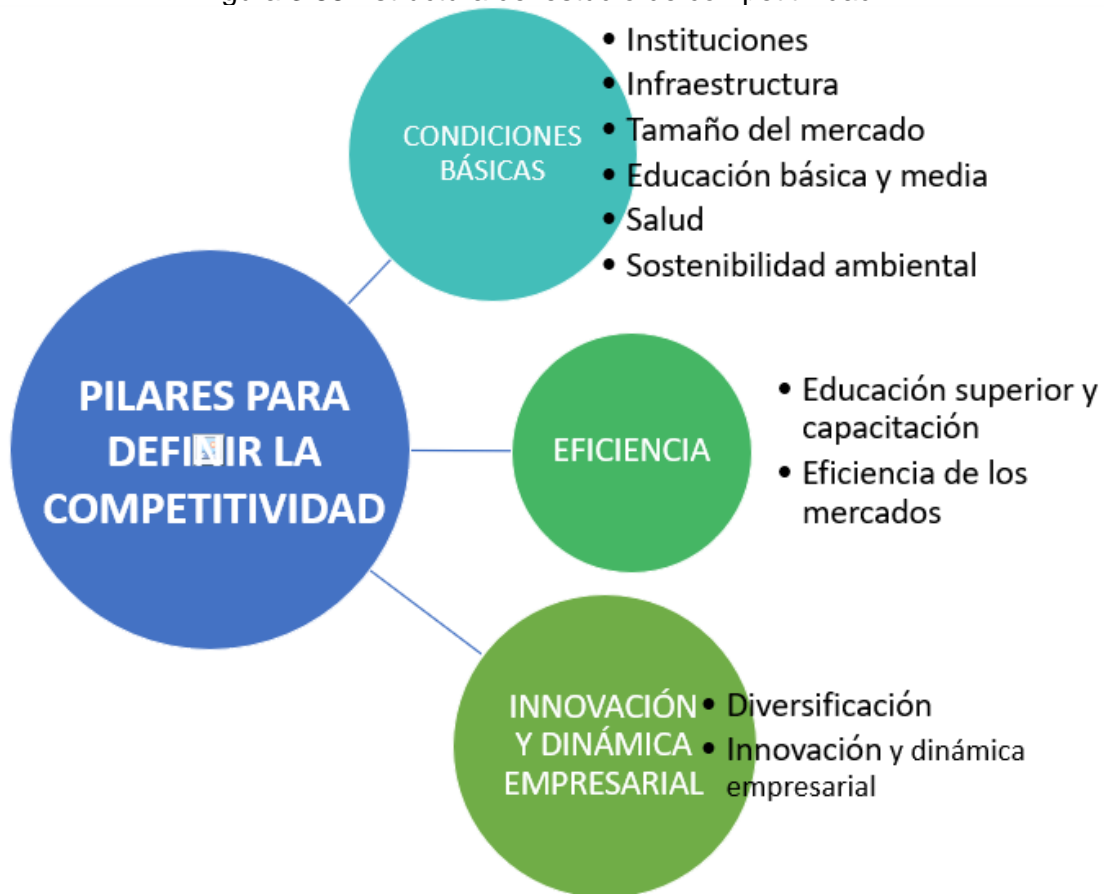 PILARES PARA
DEFINIR LA
COMPETITIVIDAD
CONDICIONES
BÁSICAS
• Instituciones
• Infraestructura
• Tamaño del mercado
• Educación básica y media
• Salud
• Sostenibilidad ambiental
EFICIENCIA
• Educación superior y
capacitación
• Eficiencia de los
mercados
INNOVACIÓN
Y DINÁMICA
EMPRESARIAL
• Diversificación
• Innovación y dinámica
empresarial